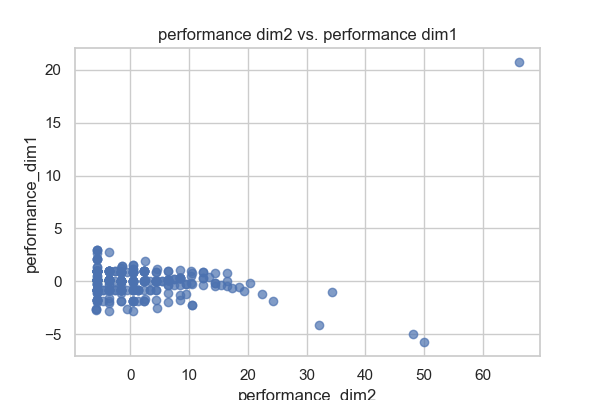 performance dim2 vs. performance dim1
20
15
10
5
0
−5
performance_dim1
0 10 20 30 40 50 60
performance_dim2